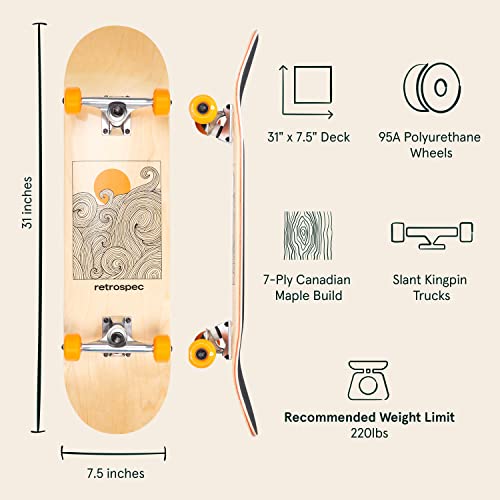 31 inches
retrospec
7.5 inches
31" x 7.5" Deck
95A Polyurethane
Wheels
7-Ply Canadian
Maple Build
Slant Kingpin
Trucks
Recommended Weight Limit
220lbs